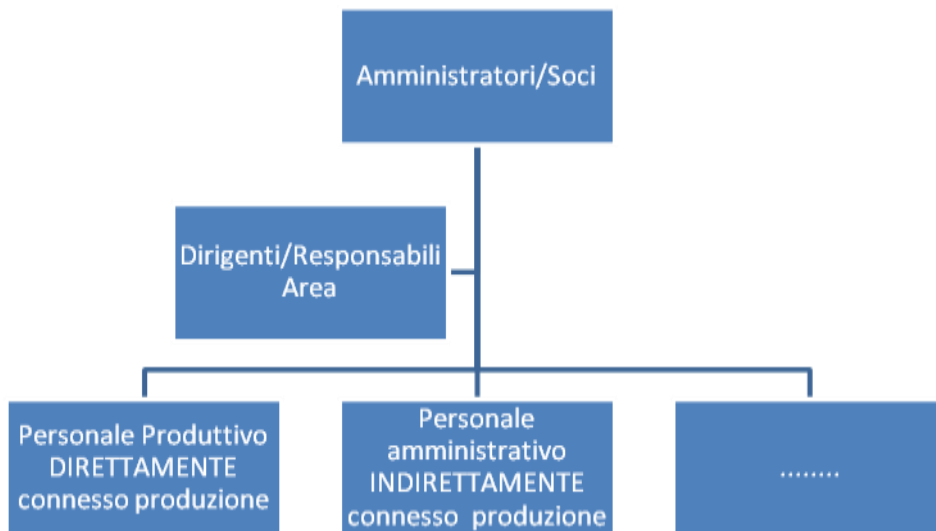 Amministratori/Soci
Dirigenti/Responsabili
Area
Personale Produttivo
DIRETTAMENTE
connesso produzione
Personale
amministrativo
INDIRETTAMENTE
connesso produzione
........